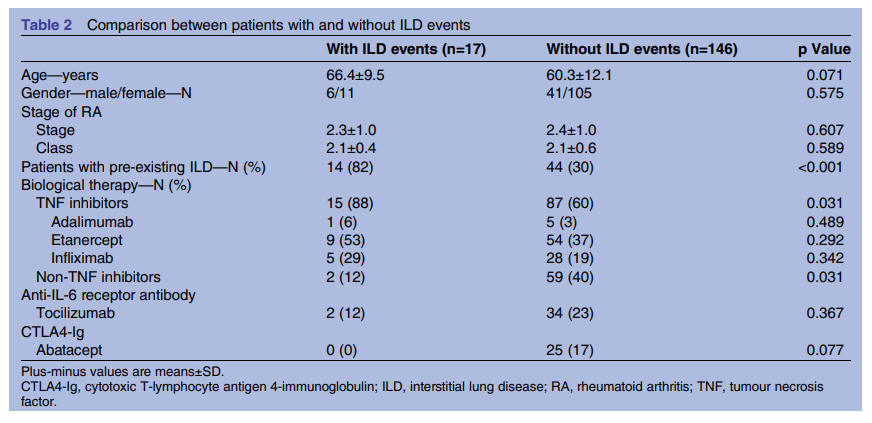 Table 2 Comparison between patients with and without ILD events
With ILD events (n=17) Without ILD events (n=146) p Value
Age—years 66.4±9.5 60.3±12.1 0.071
Gender—male/female—N 6/11 41/105 0.575
Stage of RA
Stage 2.3±1.0 2.4±1.0 0.607
Class 2.1±0.4 2.1±0.6 0.589
Patients with pre-existing ILD—N (%) 14 (82) 44 (30) <0.001
Biological therapy—N (%)
TNF inhibitors 15 (88) 87 (60) 0.031
Adalimumab 1 (6) 5 (3) 0.489
Etanercept 9 (53) 54 (37) 0.292
Infliximab 5 (29) 28 (19) 0.342
Non-TNF inhibitors 2 (12) 59 (40) 0.031
Anti-IL-6 receptor antibody
Tocilizumab 2 (12) 34 (23) 0.367
CTLA4-Ig
Abatacept 0 (0) 25 (17) 0.077
Plus-minus values are means±SD.
CTLA4-Ig, cytotoxic T-lymphocyte antigen 4-immunoglobulin; ILD, interstitial lung disease; RA, rheumatoid arthritis; TNF, tumour necrosis
factor.